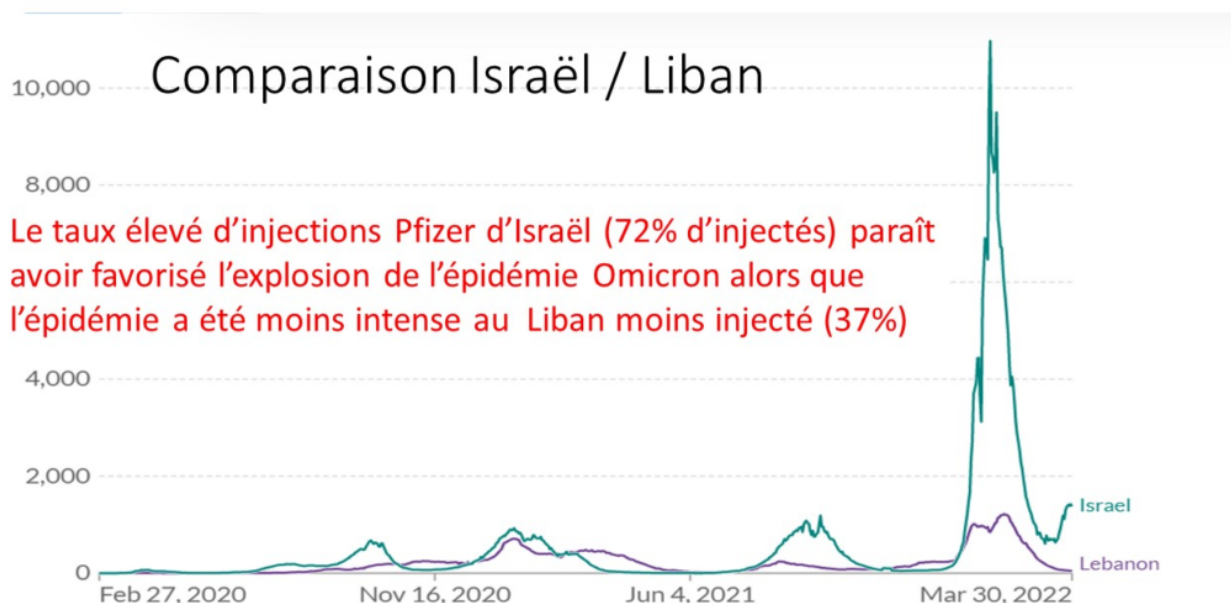 Comparaison Israël / Liban
10,000
8,000
Le taux élevé d'injections Pfizer d'Israël (72% d'injectés) paraît
avoir favorisé l'explosion de l'épidémie Omicron alors que
l'épidémie a été moins intense au Liban moins injecté (37%)
4,000
2,000
Israel
Lebanon
0
Feb 27, 2020 Nov 16, 2020 Jun 4, 2021 Mar 30, 2022